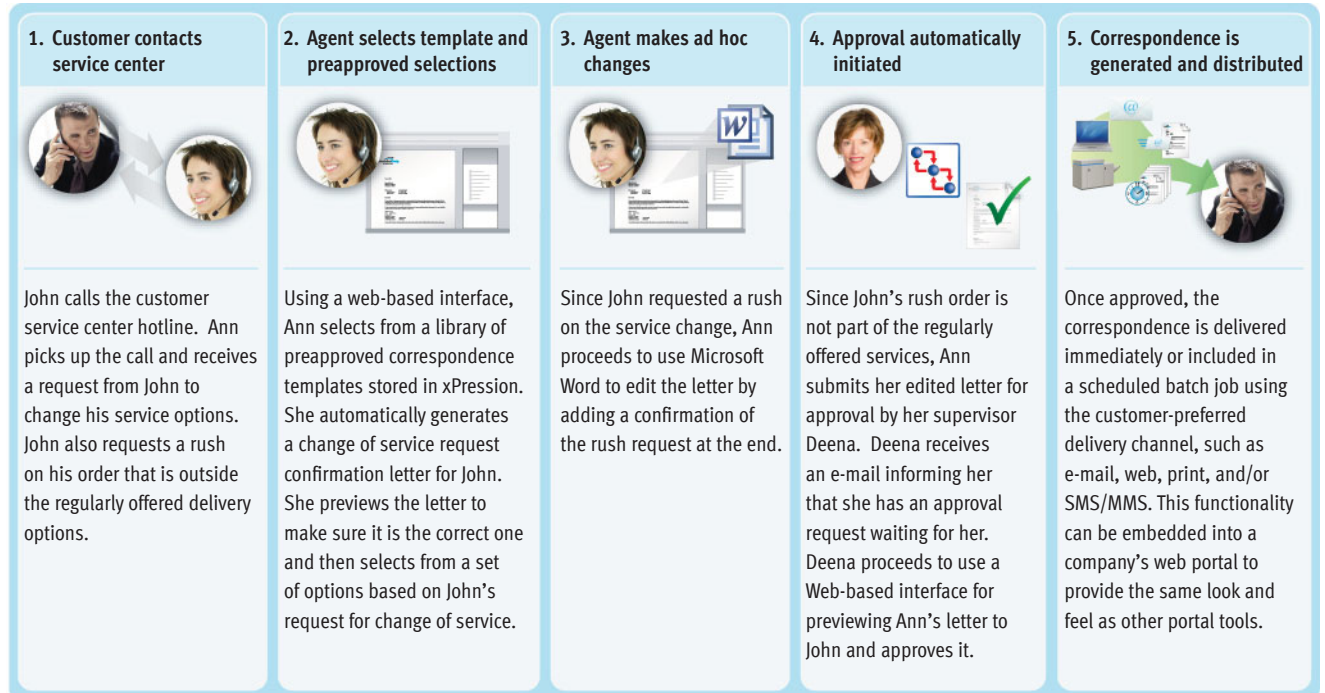 1. Customer contacts
service center
John calls the customer
service center hotline. Ann
picks up the call and receives
a request from John to
change his service options.
John also requests a rush
on his order that is outside
the regularly offered delivery
options.
2. Agent selects template and
preapproved selections
Using a web-based interface,
Ann selects from a library of
preapproved correspondence
templates stored in xPression.
She automatically generates
a change of service request
confirmation letter for John.
She previews the letter to
make sure it is the correct one
and then selects from a set
of options based on John’s
request for change of service.
3. Agent makes ad hoc
changes
W
Since John requested a rush
on the service change, Ann
proceeds to use Microsoft
Word to edit the letter by
adding a confirmation of
the rush request at the end.
4. Approval automatically
initiated
Since John’s rush order is
not part of the regularly
offered services, Ann
submits her edited letter for
approval by her supervisor
Deena. Deena receives
an e-mail informing her
that she has an approval
request waiting for her.
Deena proceeds to use a
Web-based interface for
previewing Ann’s letter to
John and approves it.
5. Correspondence is
generated and distributed
@
Once approved, the
correspondence is delivered
immediately or included in
a scheduled batch job using
the customer-preferred
delivery channel, such as
e-mail, web, print, and/or
SMS/MMS. This functionality
can be embedded into a
company’s web portal to
provide the same look and
feel as other portal tools.